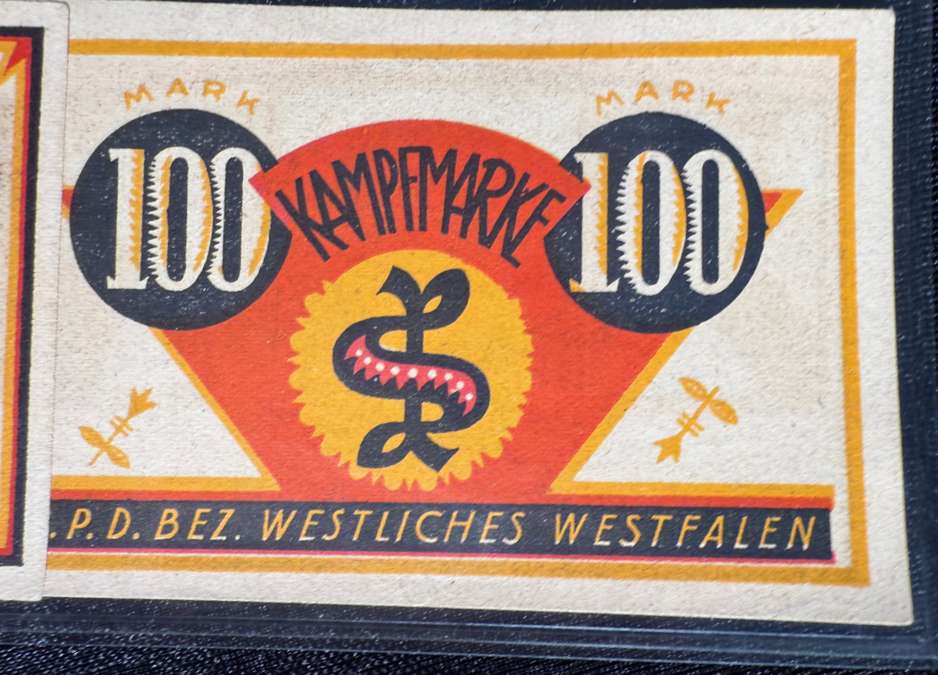 MARK MARK
100 100
KAMPFMARKE
.P.D. BEZ. WESTLICHES WESTFALEN